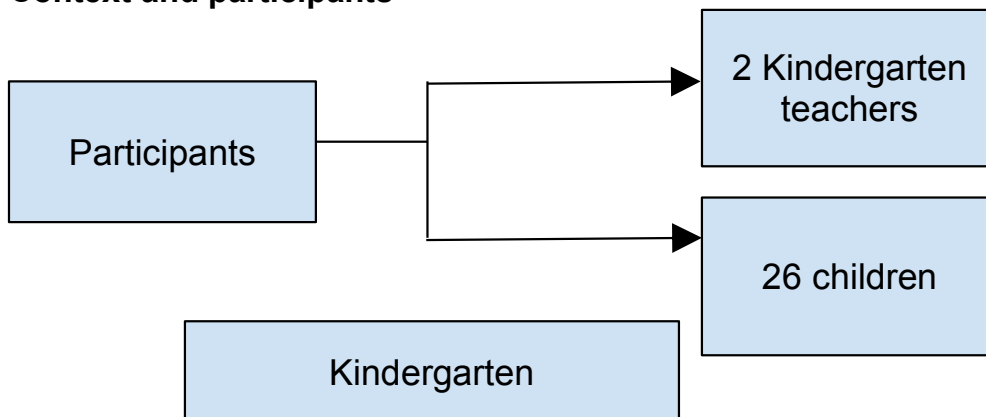 Context and participants
Participants
2 Kindergarten
teachers
26 children
Kindergarten